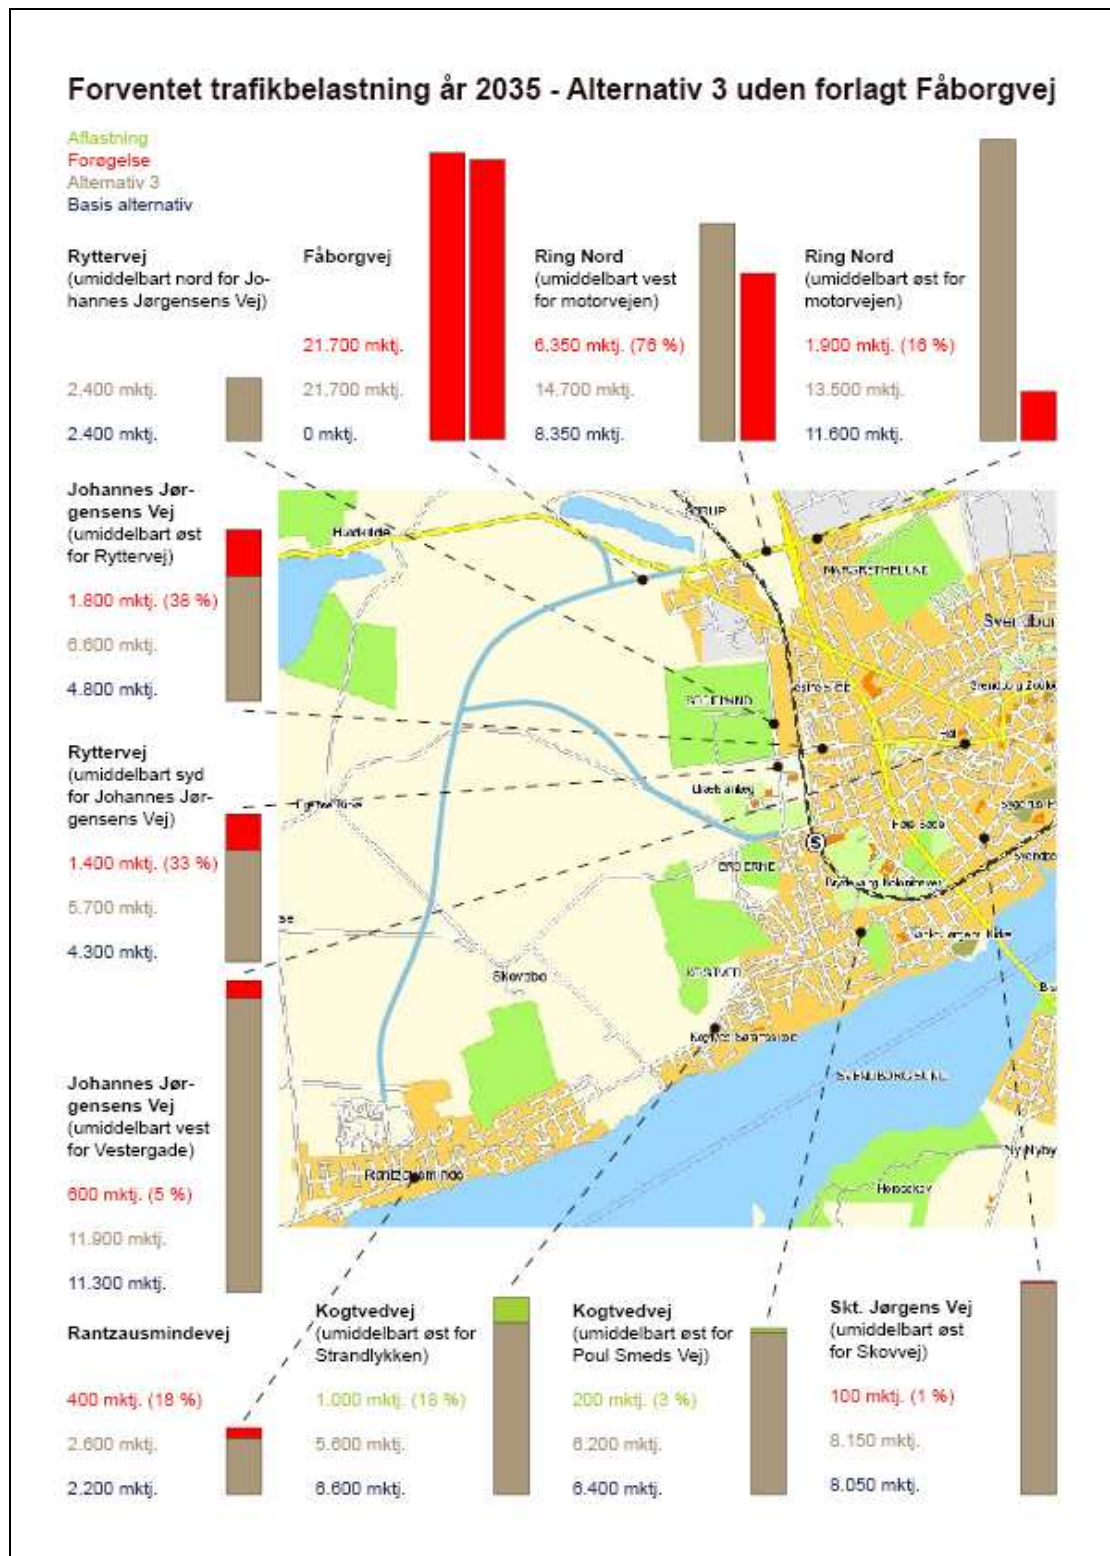 Forventet trafikbelastning år 2035 - Alternativ 3 uden forlagt Fåborgvej
Aflastning
Forøgelse
Alternativ 3
Basis alternativ
Ryttervej
(umiddelbart nord for Jo-
hannes Jørgensens Vej)
2.400 mktj.
2.400 mktj.
Fåborgvej
21.700 mktj.
21.700 mktj.
0 mktj.
Ring Nord
(umiddelbart vest
for motorvejen)
6.350 mktj. (76 %)
14.700 mktj.
8.350 mktj.
Ring Nord
(umiddelbart øst for
motorvejen)
1.900 mktj. (16 %)
13.500 mktj.
11.600 mktj.
Johannes Jør-
gensens Vej
(umiddelbart øst
for Ryttervej)
1.800 mktj. (38 %)
6.600 mktj.
4.800 mktj.
Ryttervej
(umiddelbart syd
for Johannes Jør-
gensens Vej)
1.400 mktj. (33 %)
5.700 mktj.
4.300 mktj.
Johannes Jør-
gensens Vej
(umiddelbart vest
for Vestergade)
600 mktj. (5 %)
11.900 mktj.
11.300 mktj.
Rantzausmindevej
400 mktj. (18 %)
2.600 mktj.
2.200 mktj.
Kogtvedvej
(umiddelbart øst for
Strandlykken)
1.000 mktj. (18 %)
5.600 mktj.
6.600 mktj.
Kogtvedvej
(umiddelbart øst for
Poul Smeds Vej)
200 mktj. (3 %)
6.200 mktj.
6.400 mktj.
Skt. Jørgens Vej
(umiddelbart øst
for Skovvej)
100 mktj. (1 %)
8.150 mktj.
8.050 mktj.
MARGRETHELUND
Svendbor
S
Skovsbo
SVENDBORG SUND
Rantzausminde